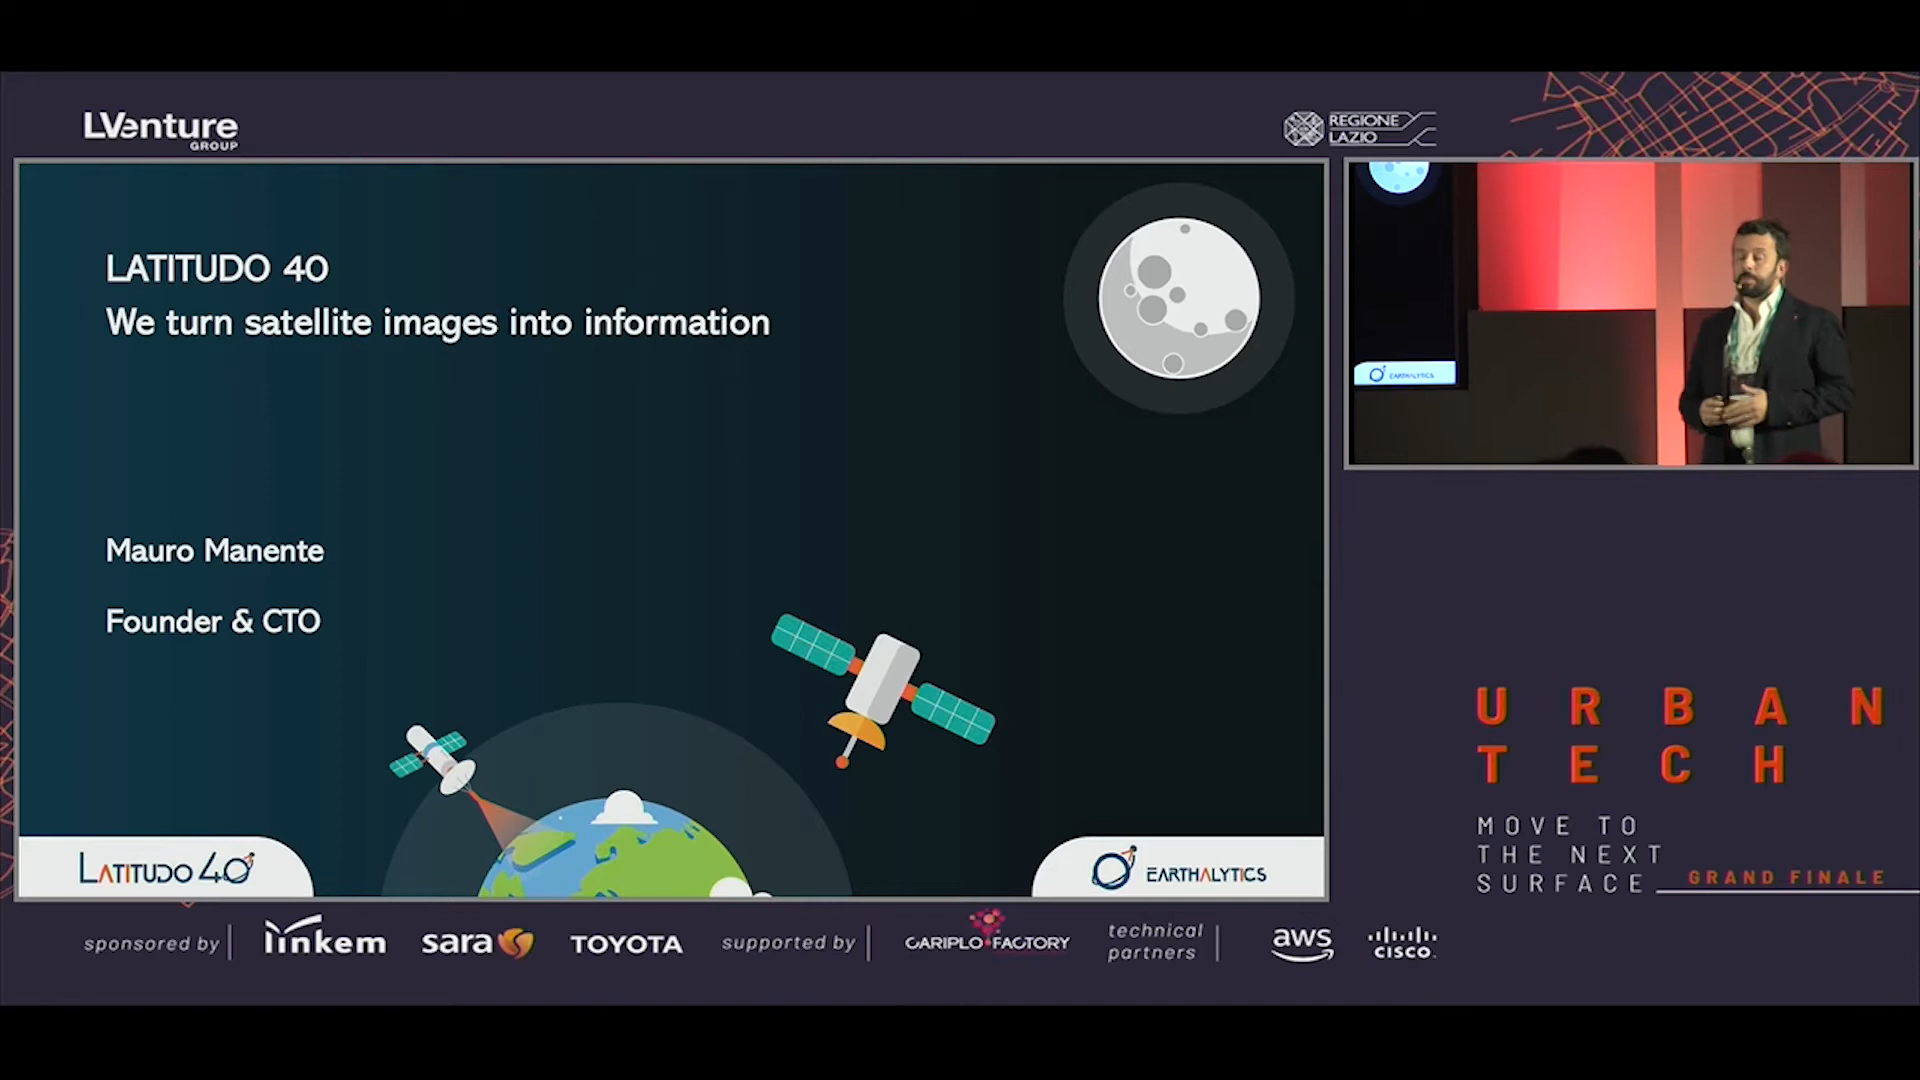 LVenture
GROUP
REGIONE
LAZIO
LATITUDO 40
We turn satellite images into information
Mauro Manente
Founder & CTO
LATITUDO 40
EARTHALYTICS
EARTHALYTICS
URBAN
TECH
MOVE TO
THE NEXT
SURFACE
GRAND FINALE
sponsored by
linkem
sara
TOYOTA
supported by
CARIPLO FACTORY
technical
partners
aws
CISCO